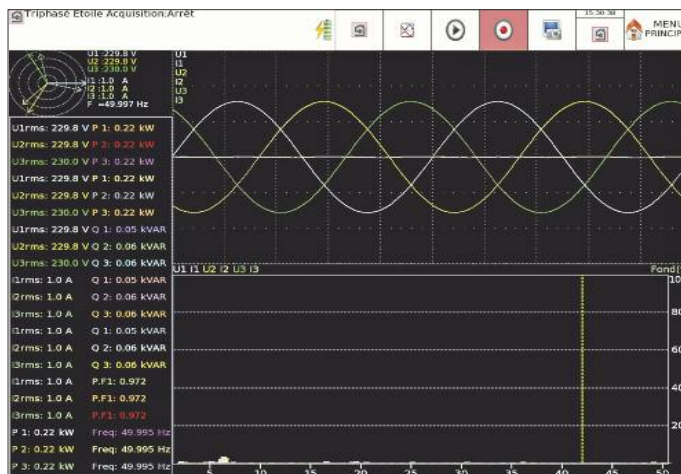 Triphasé Etoile Acquisition:Arrêt
15:30:38
MENU
PRINCIP
U1 :229.8 V
U2 :229.8 V
U3 :230.0 V
I1 :1.0 A
I2 :1.0 A
I3 :1.0 A
F =49.997 Hz
U1
I1
U2
I2
U3
I3
U1rms: 229.8 V P 1: 0.22 kW
U2rms: 229.8 V P 2: 0.22 kW
U3rms: 230.0 V P 3: 0.22 kW
U1rms: 229.8 V P 1: 0.22 kW
U2rms: 229.8 V P 2: 0.22 kW
U3rms: 230.0 V P 3: 0.22 kW
U1rms: 229.8 V Q 1: 0.05 kVAR
U2rms: 229.8 V Q 2: 0.06 kVAR
U3rms: 230.0 V Q 3: 0.06 kVAR
I1rms: 1.0 A Q 1: 0.05 kVAR
I2rms: 1.0 A Q 2: 0.06 kVAR
I3rms: 1.0 A Q 3: 0.06 kVAR
I1rms: 1.0 A Q 1: 0.05 kVAR
I2rms: 1.0 A Q 2: 0.06 kVAR
I3rms: 1.0 A Q 3: 0.06 kVAR
I1rms: 1.0 A P.F1: 0.972
I2rms: 1.0 A P.F1: 0.972
I3rms: 1.0 A P.F1: 0.972
P 1: 0.22 kW Freq: 49.995 Hz
P 2: 0.22 kW Freq: 49.995 Hz
P 3: 0.22 kW Freq: 49.995 Hz
U1 I1 U2 I2 U3 I3 Fond(
100
80
60
40
20
5 10 15 20 25 30 35 40 45 50